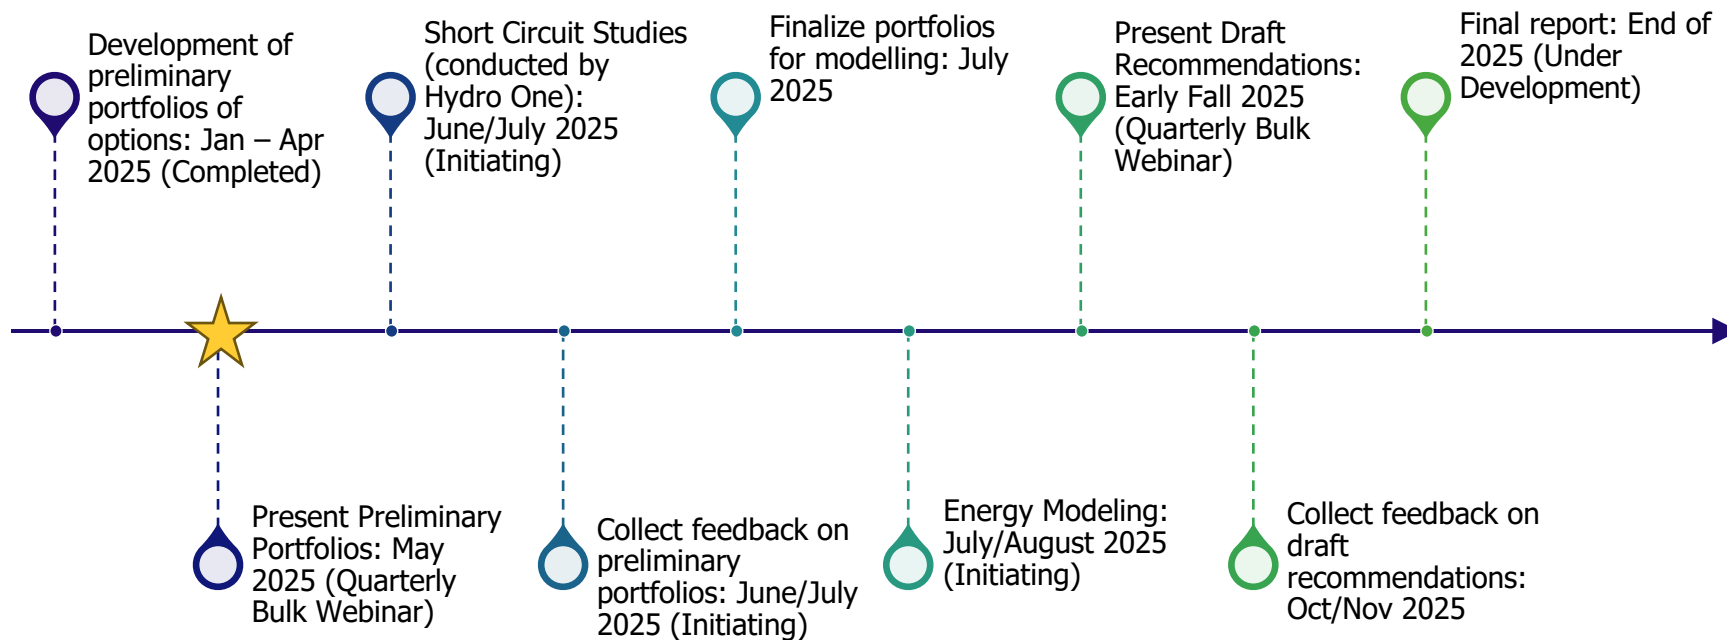 Development of
preliminary
portfolios of
options: Jan – Apr
2025 (Completed)
Short Circuit Studies
(conducted by
Hydro One):
June/July 2025
(Initiating)
Finalize portfolios
for modelling: July
2025
Present Draft
Recommendations:
Early Fall 2025
(Quarterly Bulk
Webinar)
Final report: End of
2025 (Under
Development)
Present Preliminary
Portfolios: May
2025 (Quarterly
Bulk Webinar)
Collect feedback on
preliminary
portfolios: June/July
2025 (Initiating)
Energy Modeling:
July/August 2025
(Initiating)
Collect feedback on
draft
recommendations:
Oct/Nov 2025